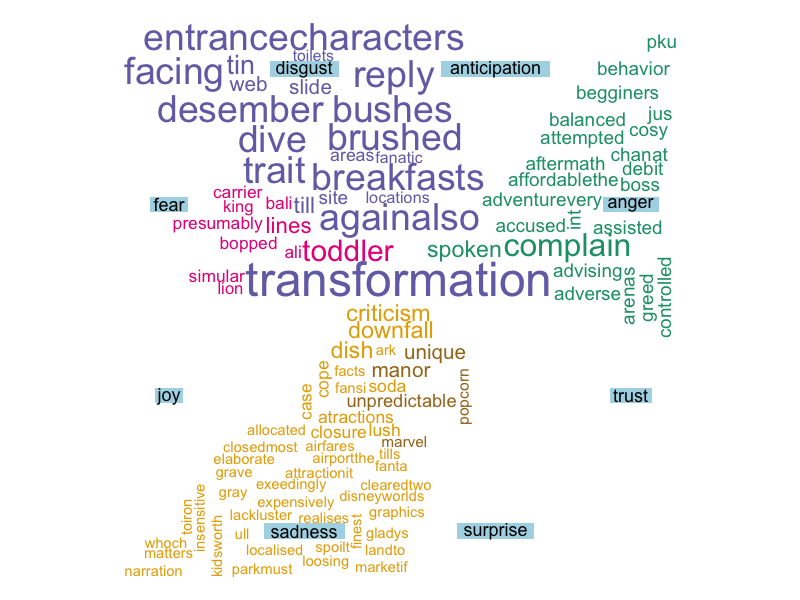 entrancecharacters
pku
toilets
facing tin disgust reply anticipation behavior
web slide begginers
desember bushes balanced jus
dive brushed attempted cosy
areas fanatic aftermath chanat
trait breakfasts affordablethe debit
carrier boss
king bali till site locations adventurevery
fear anger
presumably lines againalso accused int assisted
bopped ali toddler spoken complain
simular transformation advising
lion adverse arenas greed controlled
criticism
downfall
dish ark unique
cope facts manor
case fansi soda popcorn
joy unpredictable trust
atractions
allocated closure lush
closedmost airfares marvel
elaborate airportthe tills
grave attractionit fanta
gray exeedingly clearedtwo
toiron insensitive expensively disneyworlds
lackluster realises graphics
kidsworth ull sadness finest gladys surprise
whoch localised spoilt landto
matters loosing
narration parkmust marketif